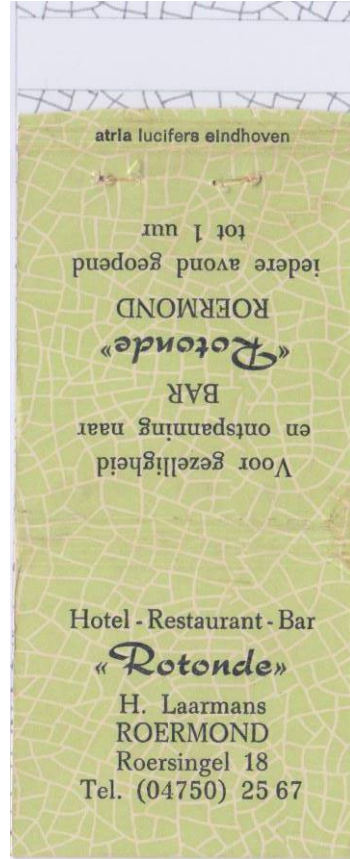 atria lucifers eindhoven
Voor gezelligheid
en ontspanning naar
BAR
«Rotonde»
ROERMOND
iedere avond geopend
tot 1 uur
Hotel - Restaurant - Bar
«Rotonde»
H. Laarmans
ROERMOND
Roersingel 18
Tel. (04750) 25 67